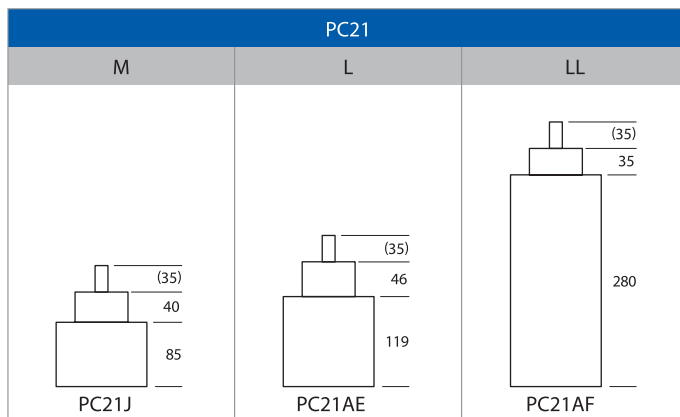 PC21
M L LL
(35)
40
85
PC21J
(35)
46
119
PC21AE
(35)
35
280
PC21AF